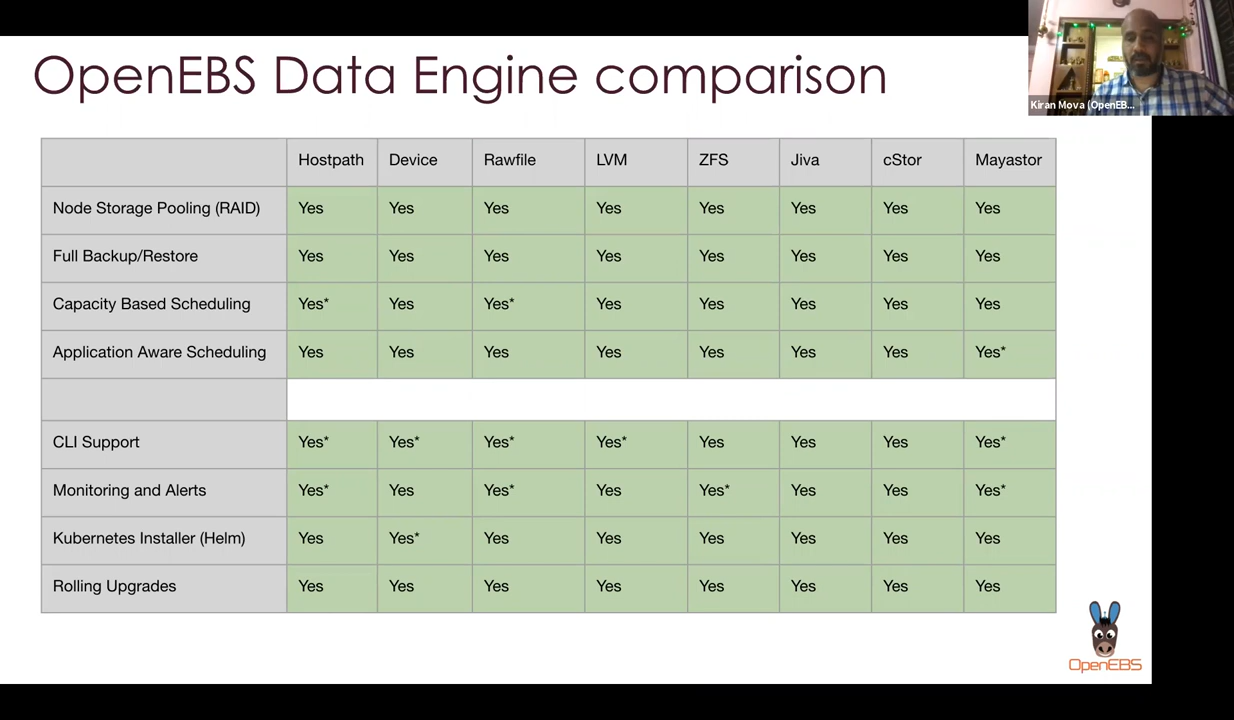 OpenEBS Data Engine comparison
Kiran Mova (OpenEB...
Hostpath Device Rawfile LVM ZFS Jiva cStor Mayastor
Node Storage Pooling (RAID) Yes Yes Yes Yes Yes Yes Yes Yes
Full Backup/Restore Yes Yes Yes Yes Yes Yes Yes Yes
Capacity Based Scheduling Yes* Yes Yes* Yes Yes Yes Yes Yes
Application Aware Scheduling Yes Yes Yes Yes Yes Yes Yes Yes*
CLI Support Yes* Yes* Yes* Yes* Yes Yes Yes Yes*
Monitoring and Alerts Yes* Yes Yes* Yes Yes* Yes Yes Yes*
Kubernetes Installer (Helm) Yes Yes* Yes Yes Yes Yes Yes Yes
Rolling Upgrades Yes Yes Yes Yes Yes Yes Yes Yes
OpenEBS